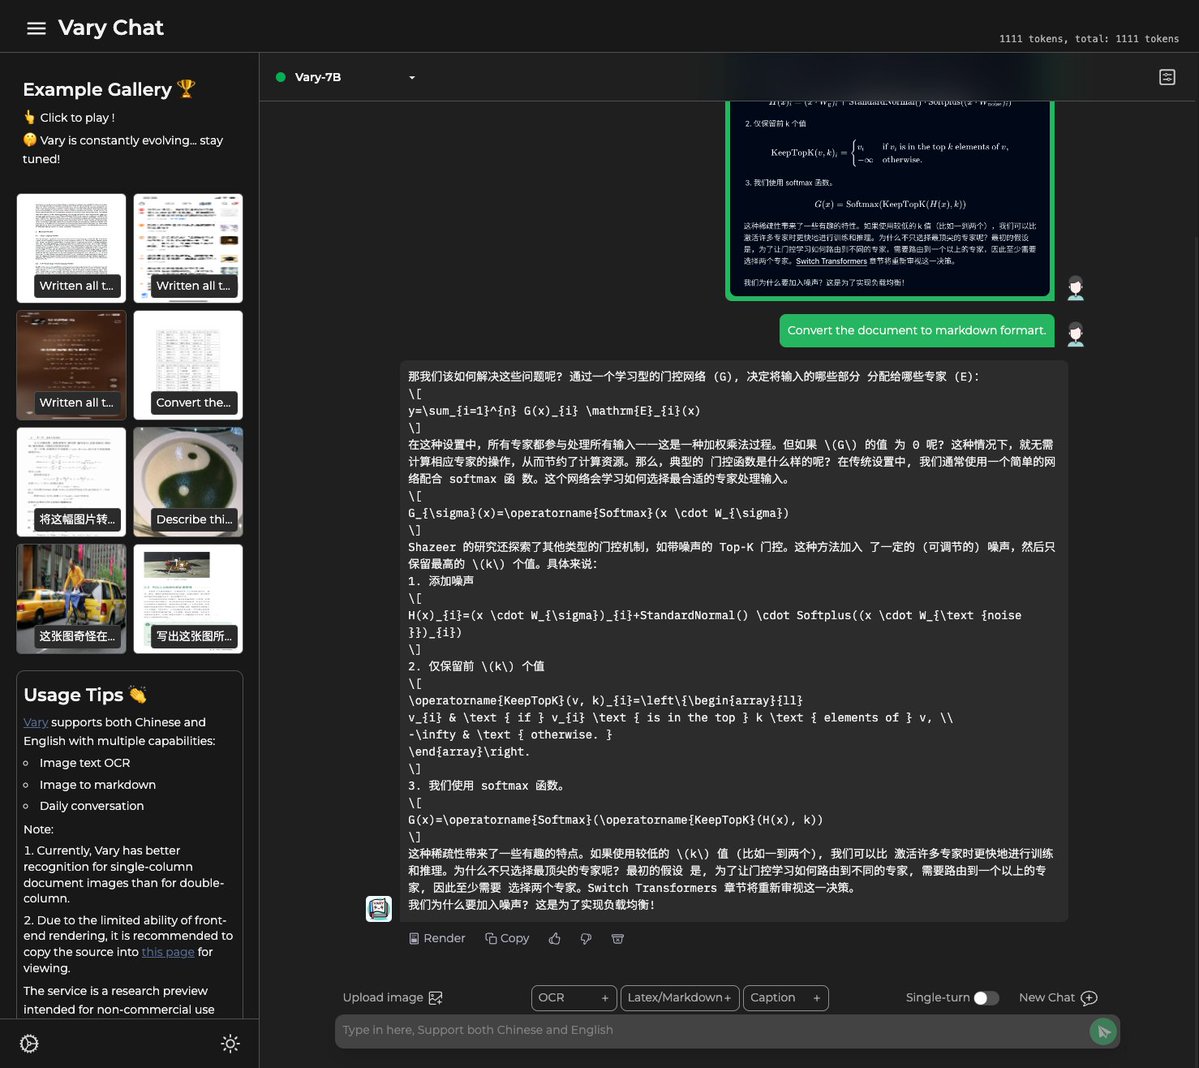 Vary Chat
1111 tokens, total: 1111 tokens
Example Gallery 🏆
👆 Click to play !
🤫 Vary is constantly evolving... stay
tuned!
Written all t...
Written all t...
Written all t...
Convert the...
将这幅图片转...
Describe thi...
这张图奇怪在...
写出这张图所...
Usage Tips 👏
Vary supports both Chinese and
English with multiple capabilities:
Image text OCR
Image to markdown
Daily conversation
Note:
1. Currently, Vary has better
recognition for single-column
document images than for double-
column.
2. Due to the limited ability of front-
end rendering, it is recommended to
copy the source into this page for
viewing.
The service is a research preview
intended for non-commercial use
Vary-7B
2. 仅保留前 k 个值
KeepTopK(v, k)_i = { v_i if v_i is in the top k elements of v,
−∞ otherwise.
3. 我们使用 softmax 函数。
G(x) = Softmax(KeepTopK(H(x), k))
这种稀疏性带来了一些有趣的特性。如果使用较低的 k 值（比如一到两个），我们可以比
激活许多专家时更快地进行训练和推理。为什么不只选择最顶尖的专家呢？最初的假设
是，为了让门控学习如何路由到不同的专家，需要路由到一个以上的专家，因此至少需要
选择两个专家。Switch Transformers 章节将重新审视这一决策。
我们为什么要加入噪声？这是为了实现负载均衡！
Convert the document to markdown formart.
那我们该如何解决这些问题呢? 通过一个学习型的门控网络 (G), 决定将输入的哪些部分 分配给哪些专家 (E):
\[
y=\sum_{i=1}^{n} G(x)_{i} \mathrm{E}_{i}(x)
\]
在这种设置中，所有专家都参与处理所有输入一一这是一种加权乘法过程。但如果 \(G\) 的值 为 0 呢? 这种情况下，就无需
计算相应专家的操作，从而节约了计算资源。那么，典型的 门控函数是什么样的呢? 在传统设置中, 我们通常使用一个简单的网
络配合 softmax 函 数。这个网络会学习如何选择最合适的专家处理输入。
\[
G_{\sigma}(x)=\operatorname{Softmax}(x \cdot W_{\sigma})
\]
Shazeer 的研究还探索了其他类型的门控机制，如带噪声的 Top-K 门控。这种方法加入 了一定的 (可调节的) 噪声，然后只
保留最高的 \(k\) 个值。具体来说:
1. 添加噪声
\[
H(x)_{i}=(x \cdot W_{\sigma})_{i}+StandardNormal() \cdot Softplus((x \cdot W_{\text {noise
}})_{i})
\]
2. 仅保留前 \(k\) 个值
\[
\operatorname{KeepTopK}(v, k)_{i}=\left\{\begin{array}{ll}
v_{i} & \text { if } v_{i} \text { is in the top } k \text { elements of } v, \\
-\infty & \text { otherwise. }
\end{array}\right.
\]
3. 我们使用 softmax 函数。
\[
G(x)=\operatorname{Softmax}(\operatorname{KeepTopK}(H(x), k))
\]
这种稀疏性带来了一些有趣的特点。如果使用较低的 \(k\) 值 (比如一到两个), 我们可以比 激活许多专家时更快地进行训练
和推理。为什么不只选择最顶尖的专家呢? 最初的假设 是, 为了让门控学习如何路由到不同的专家, 需要路由到一个以上的专
家, 因此至少需要 选择两个专家。Switch Transformers 章节将重新审视这一决策。
我们为什么要加入噪声? 这是为了实现负载均衡!
Render Copy
Upload image OCR + Latex/Markdown+ Caption + Single-turn New Chat
Type in here, Support both Chinese and English